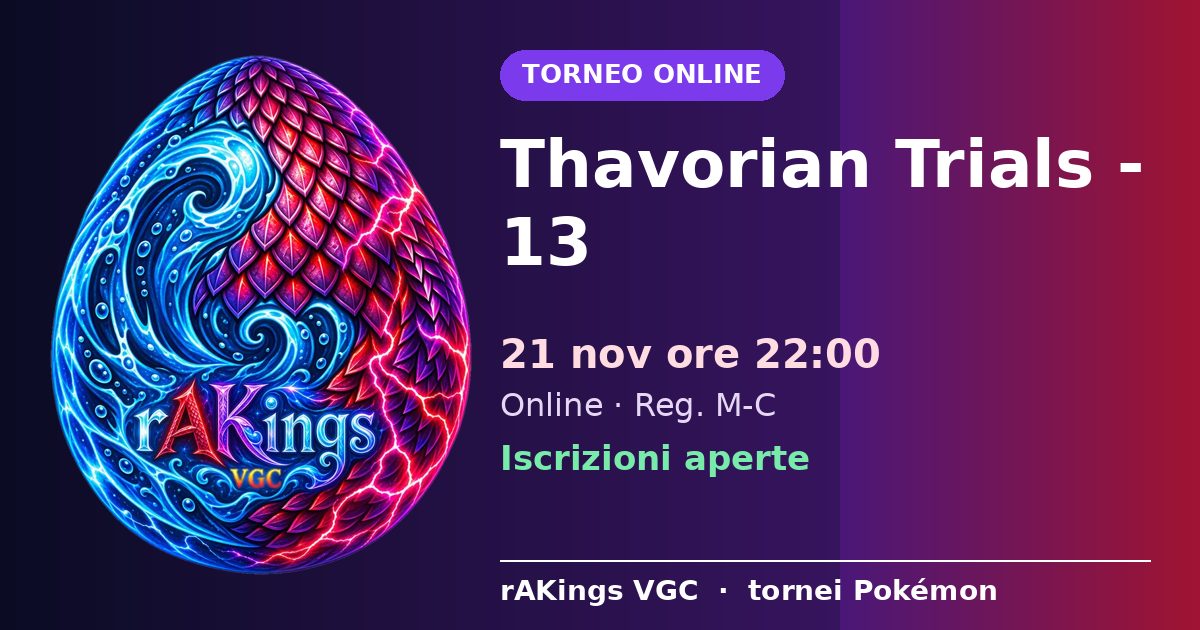 TORNEO ONLINE
Thavorian Trials -
13
21 nov ore 22:00
Online · Reg. M-C
Iscrizioni aperte
rAKings
VGC
rAKings VGC · tornei Pokémon